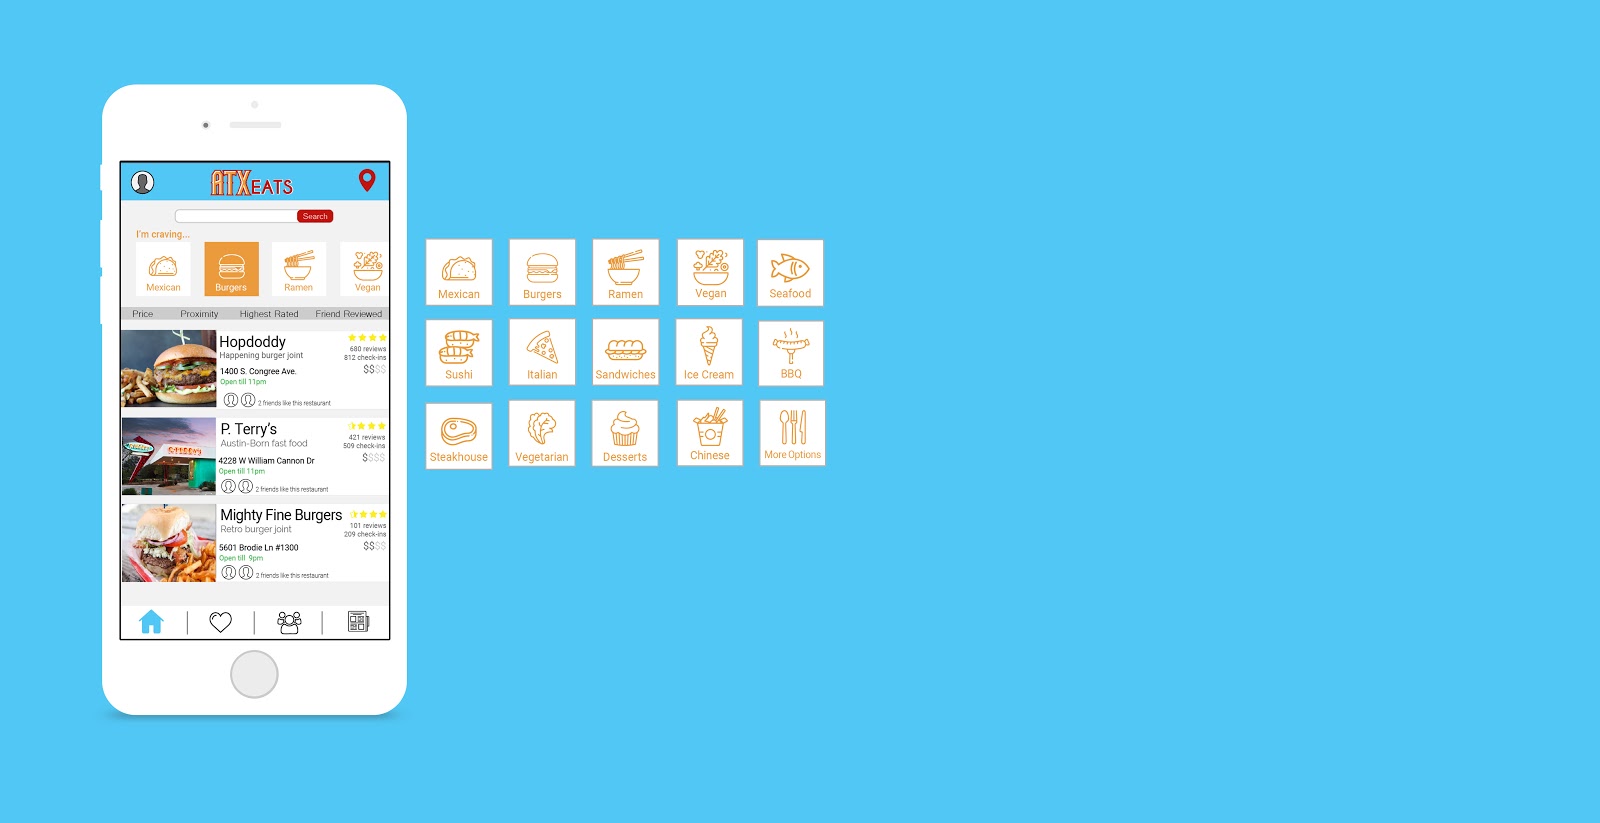 ATX EATS
Search
I'm craving...
Mexican
Burgers
Ramen
Vegan
Price Proximity Highest Rated Friend Reviewed
Hopdoddy
Happening burger joint
680 reviews
812 check-ins
$$$$
1400 S. Congree Ave.
Open till 11pm
2 friends like this restaurant
P. Terry's
Austin-Born fast food
421 reviews
509 check-ins
$$$$
4228 W William Cannon Dr
Open till 11pm
2 friends like this restaurant
Mighty Fine Burgers
Retro burger joint
101 reviews
209 check-ins
$$$$
5601 Brodie Ln #1300
Open till 9pm
2 friends like this restaurant
Mexican
Burgers
Ramen
Vegan
Seafood
Sushi
Italian
Sandwiches
Ice Cream
BBQ
Steakhouse
Vegetarian
Desserts
Chinese
More Options